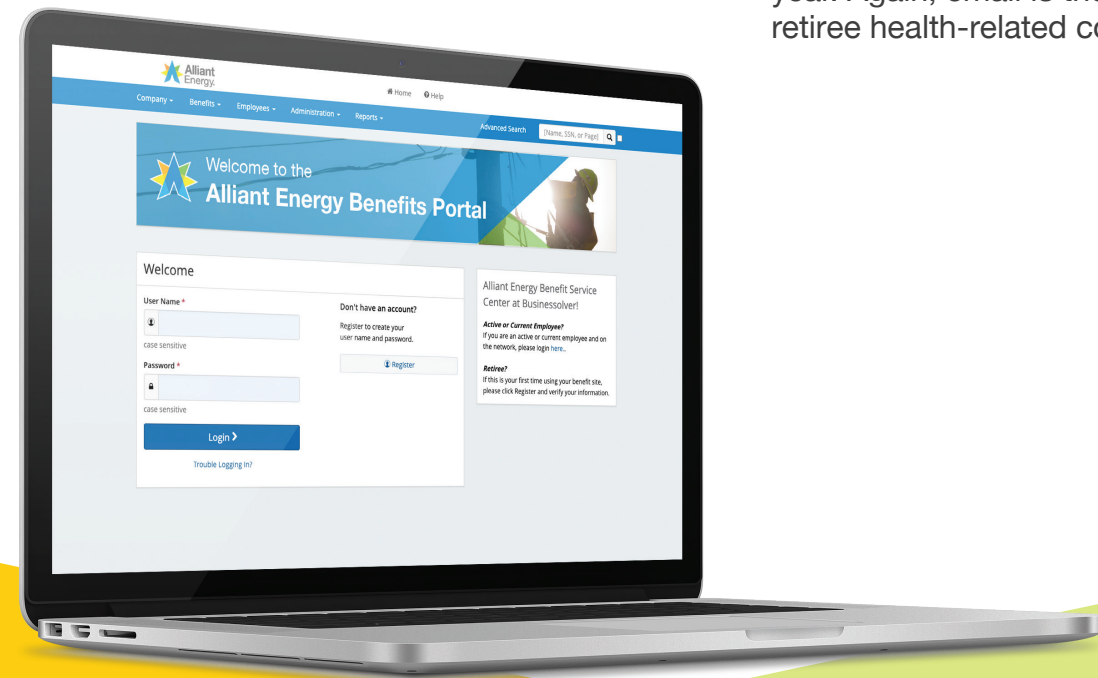 year. Again, email is the
retiree health-related co
Alliant
Energy.
Home Help
Company Benefits Employees Administration Reports
Advanced Search [Name, SSN, or Page]
Welcome to the
Alliant Energy Benefits Portal
Welcome
User Name *
case sensitive
Password *
case sensitive
Login
Trouble Logging In?
Don't have an account?
Register to create your
user name and password.
Register
Alliant Energy Benefit Service
Center at Businessolver!
Active or Current Employee?
If you are an active or current employee and on
the network, please login here..
Retiree?
If this is your first time using your benefit site,
please click Register and verify your information.